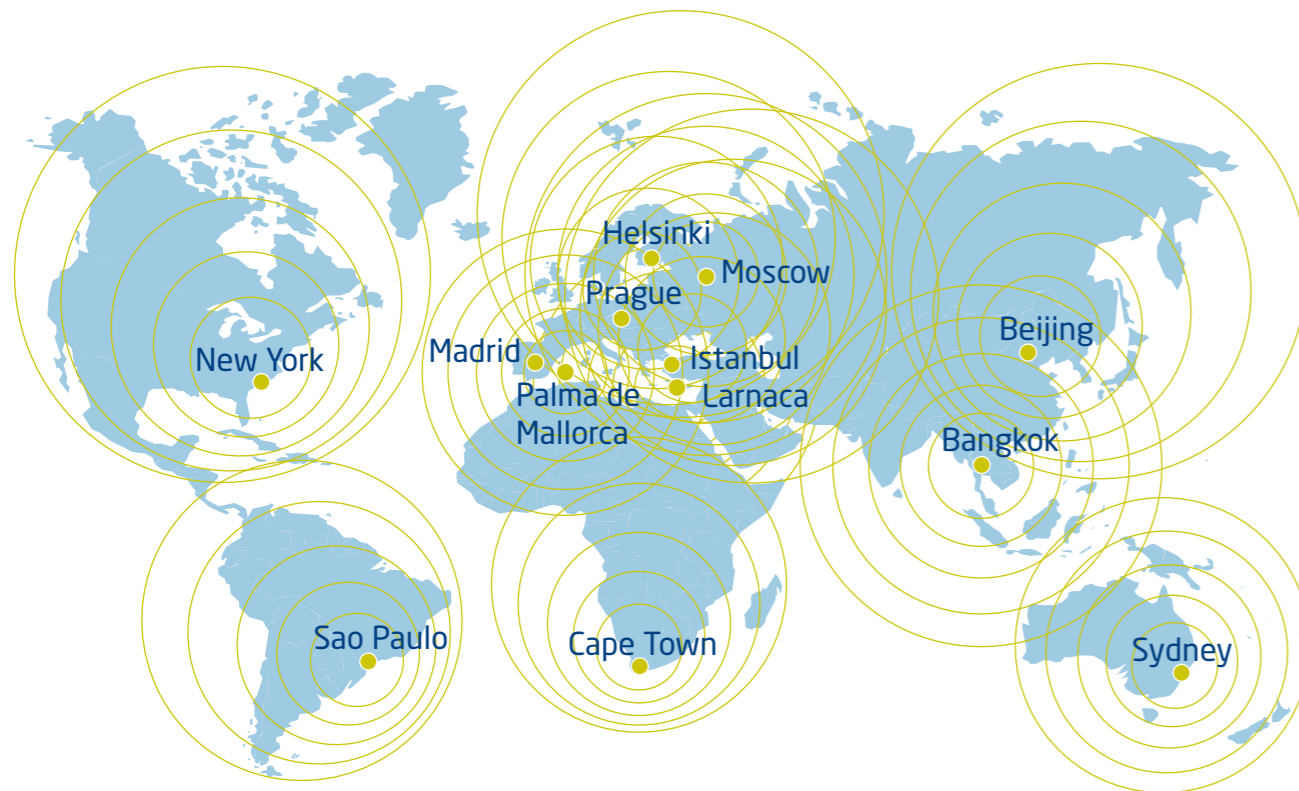 Helsinki
Moscow
Prague
Beijing
Madrid
Istanbul
New York
Palma de
Mallorca
Larnaca
Bangkok
Sao Paulo
Cape Town
Sydney